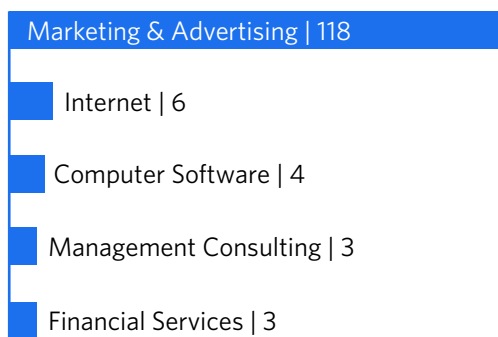 Marketing & Advertising | 118
Internet | 6
Computer Software | 4
Management Consulting | 3
Financial Services | 3